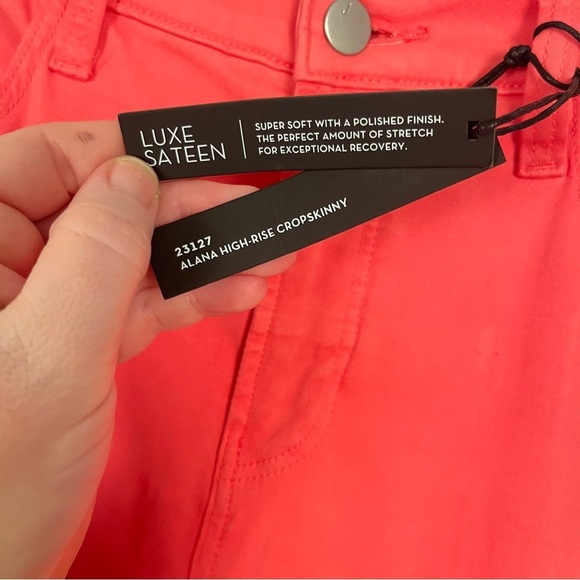 LUXE
SATEEN
SUPER SOFT WITH A POLISHED FINISH.
THE PERFECT AMOUNT OF STRETCH
FOR EXCEPTIONAL RECOVERY.
23127
ALANA HIGH-RISE CROPSKINNY